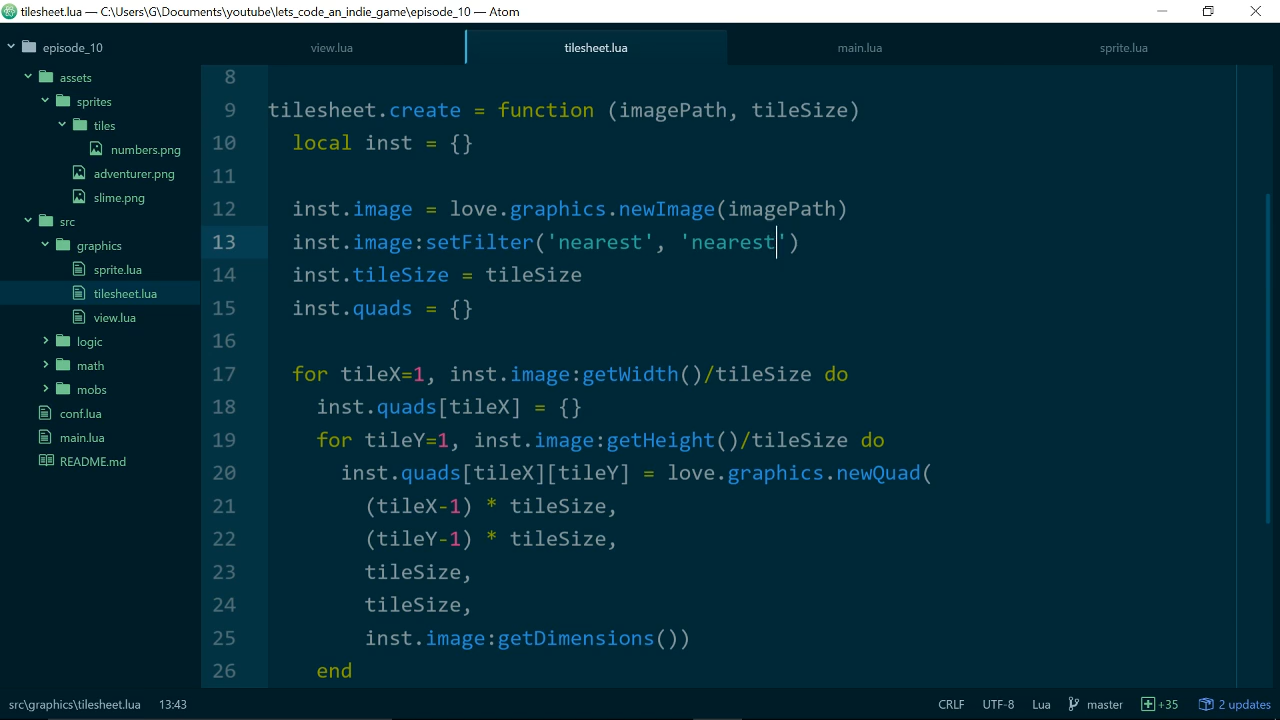 tilesheet.lua — C:\Users\G\Documents\youtube\lets_code_an_indie_game\episode_10 — Atom
episode_10
assets
sprites
tiles
numbers.png
adventurer.png
slime.png
src
graphics
sprite.lua
tilesheet.lua
view.lua
logic
math
mobs
conf.lua
main.lua
README.md
view.lua tilesheet.lua main.lua sprite.lua
8
9 tilesheet.create = function (imagePath, tileSize)
10 local inst = {}
11
12 inst.image = love.graphics.newImage(imagePath)
13 inst.image:setFilter('nearest', 'nearest')
14 inst.tileSize = tileSize
15 inst.quads = {}
16
17 for tileX=1, inst.image:getWidth()/tileSize do
18 inst.quads[tileX] = {}
19 for tileY=1, inst.image:getHeight()/tileSize do
20 inst.quads[tileX][tileY] = love.graphics.newQuad(
21 (tileX-1) * tileSize,
22 (tileY-1) * tileSize,
23 tileSize,
24 tileSize,
25 inst.image:getDimensions())
26 end
src\graphics\tilesheet.lua 13:43 CRLF UTF-8 Lua master +35 2 updates